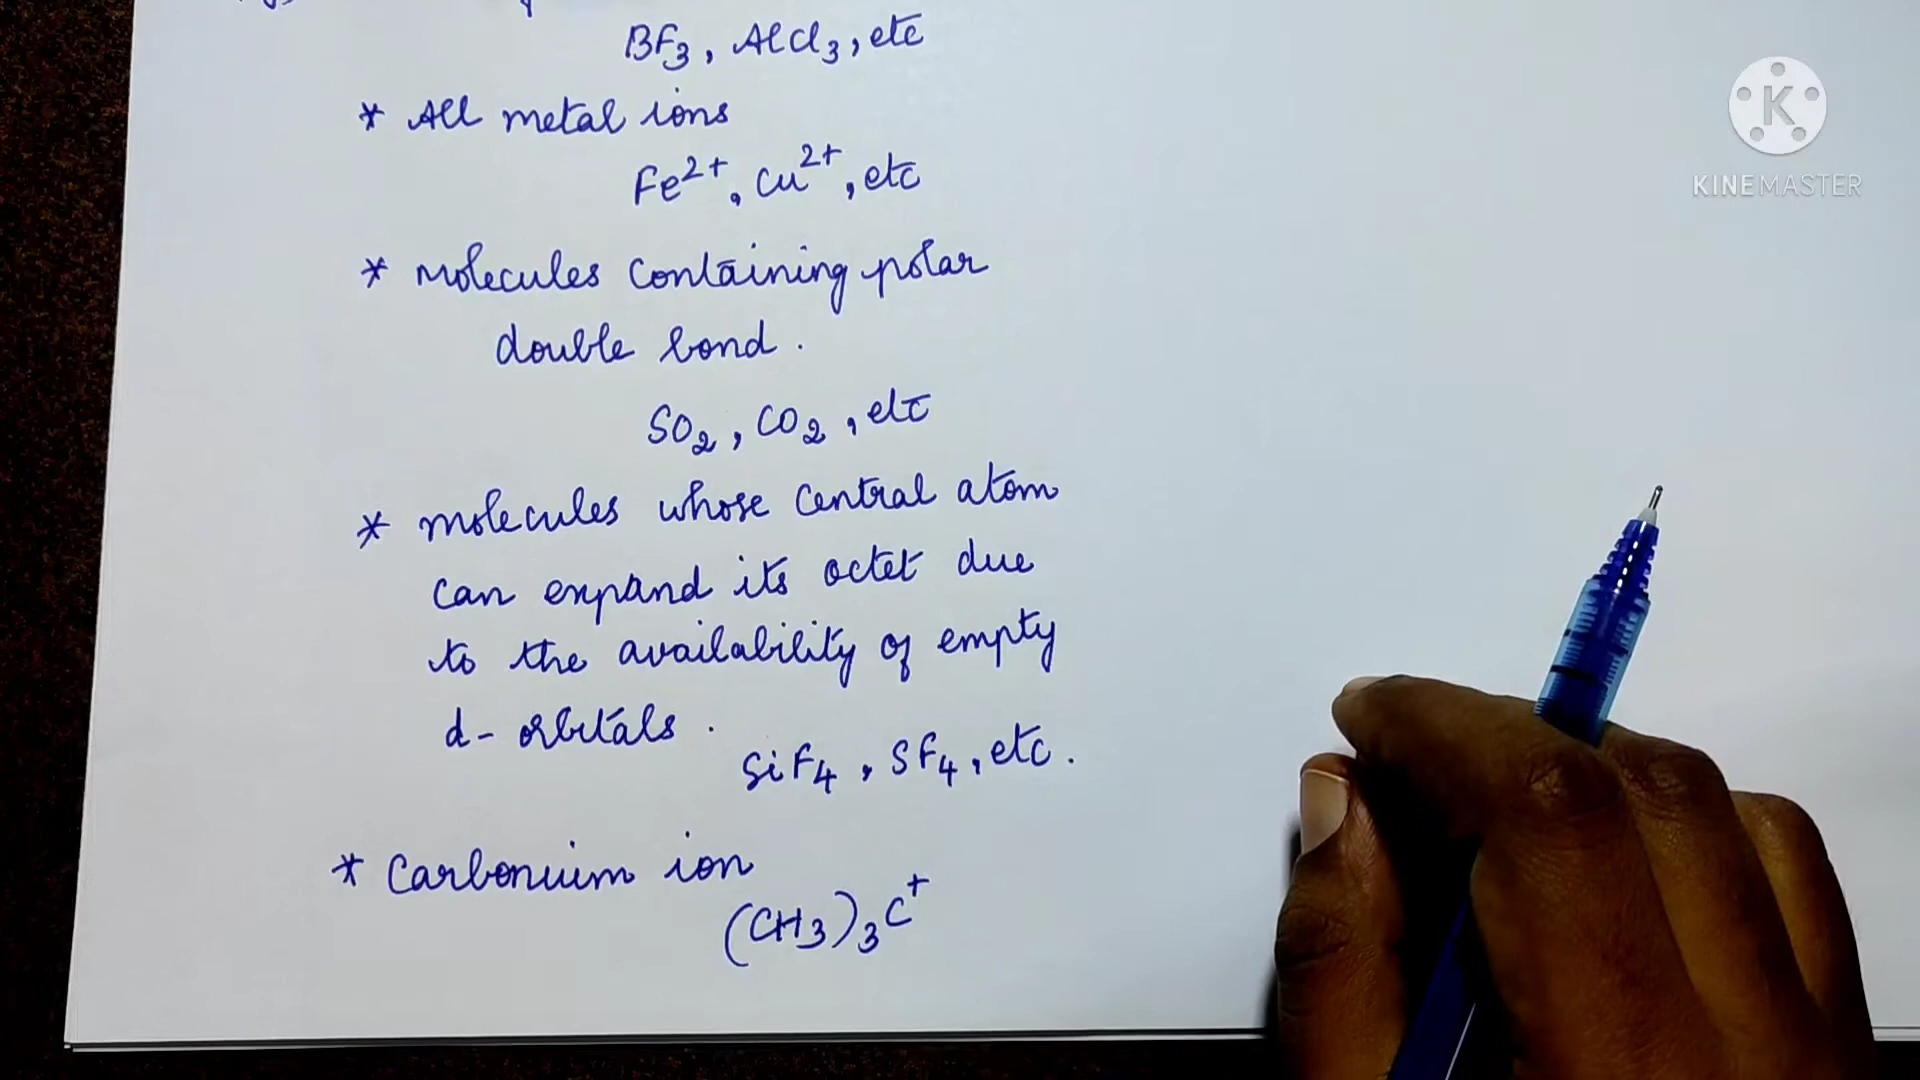 BF₃, AlCl₃, etc
* All metal ions
Fe²⁺, Cu²⁺, etc
* Molecules containing polar
double bond.
SO₂, CO₂, etc
* Molecules whose central atom
can expand its octet due
to the availability of empty
d-orbitals.
SiF₄, SF₄, etc.
* Carbonium ion
(CH₃)₃C⁺
K
KINEMASTER